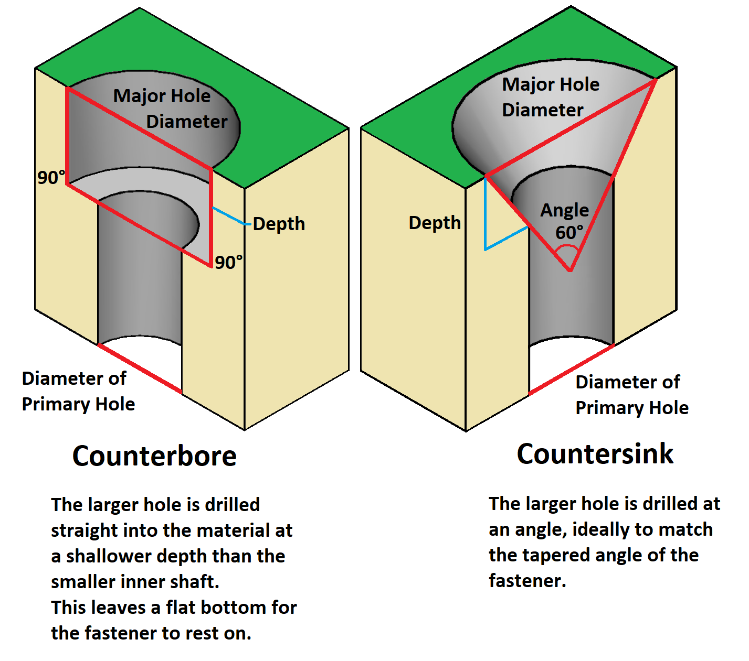 Major Hole
Diameter
90°
Depth
90°
Diameter of
Primary Hole
Counterbore
The larger hole is drilled
straight into the material at
a shallower depth than the
smaller inner shaft.
This leaves a flat bottom for
the fastener to rest on.
Major Hole
Diameter
Depth
Angle
60°
Diameter of
Primary Hole
Countersink
The larger hole is drilled at
an angle, ideally to match
the tapered angle of the
fastener.